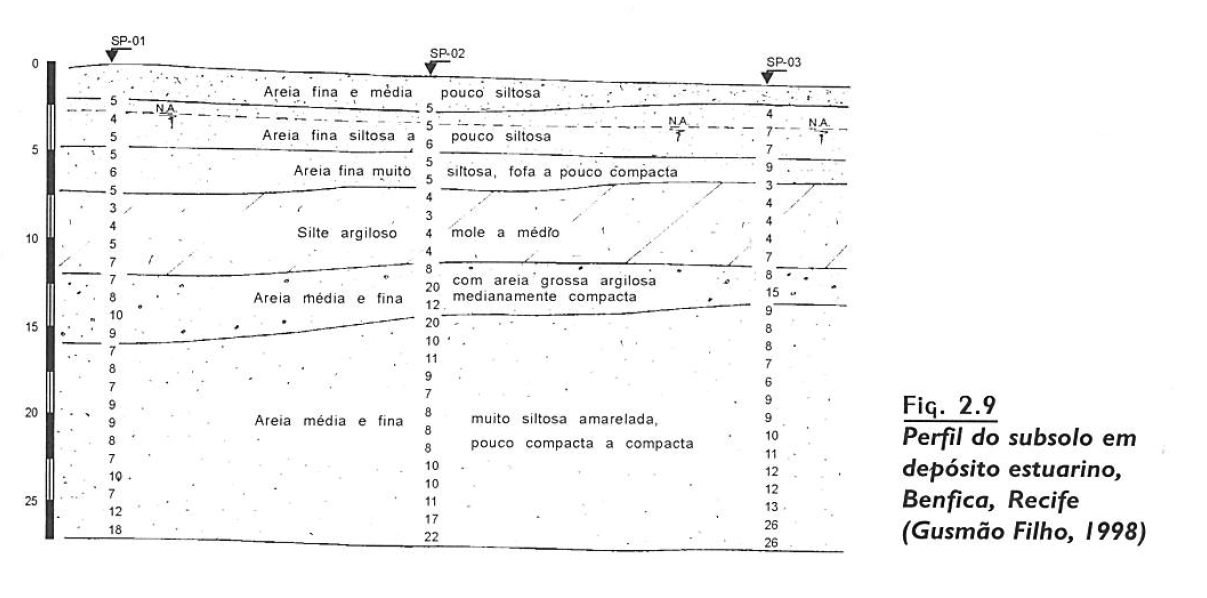 SP-01 SP-02 SP-03
0
Areia fina e média pouco siltosa
5 N.A. 5 4
4 5 N.A. 7 N.A.
5 Areia fina siltosa a 6 pouco siltosa 7
5
5 5 9
6 Areia fina muito 5 siltosa, fofa a pouco compacta 3
5 4 4
3 3 4
4 Silte argiloso 4 mole a médio 4
10
5 4 7
7 8 8
7 20 com areia grossa argilosa 15
8 Areia média e fina 12 medianamente compacta 9
10 20 8
15
9 10 8
7 11 7
8 9 6
7 7 9
20
9 Areia média e fina 8 muito siltosa amarelada, 9
9 8 10
8 8 pouco compacta a compacta 11
7 10 12
10 10 12
25
7 11 13
12 17 26
18 22 26
Fig. 2.9
Perfil do subsolo em
depósito estuarino,
Benfica, Recife
(Gusmão Filho, 1998)